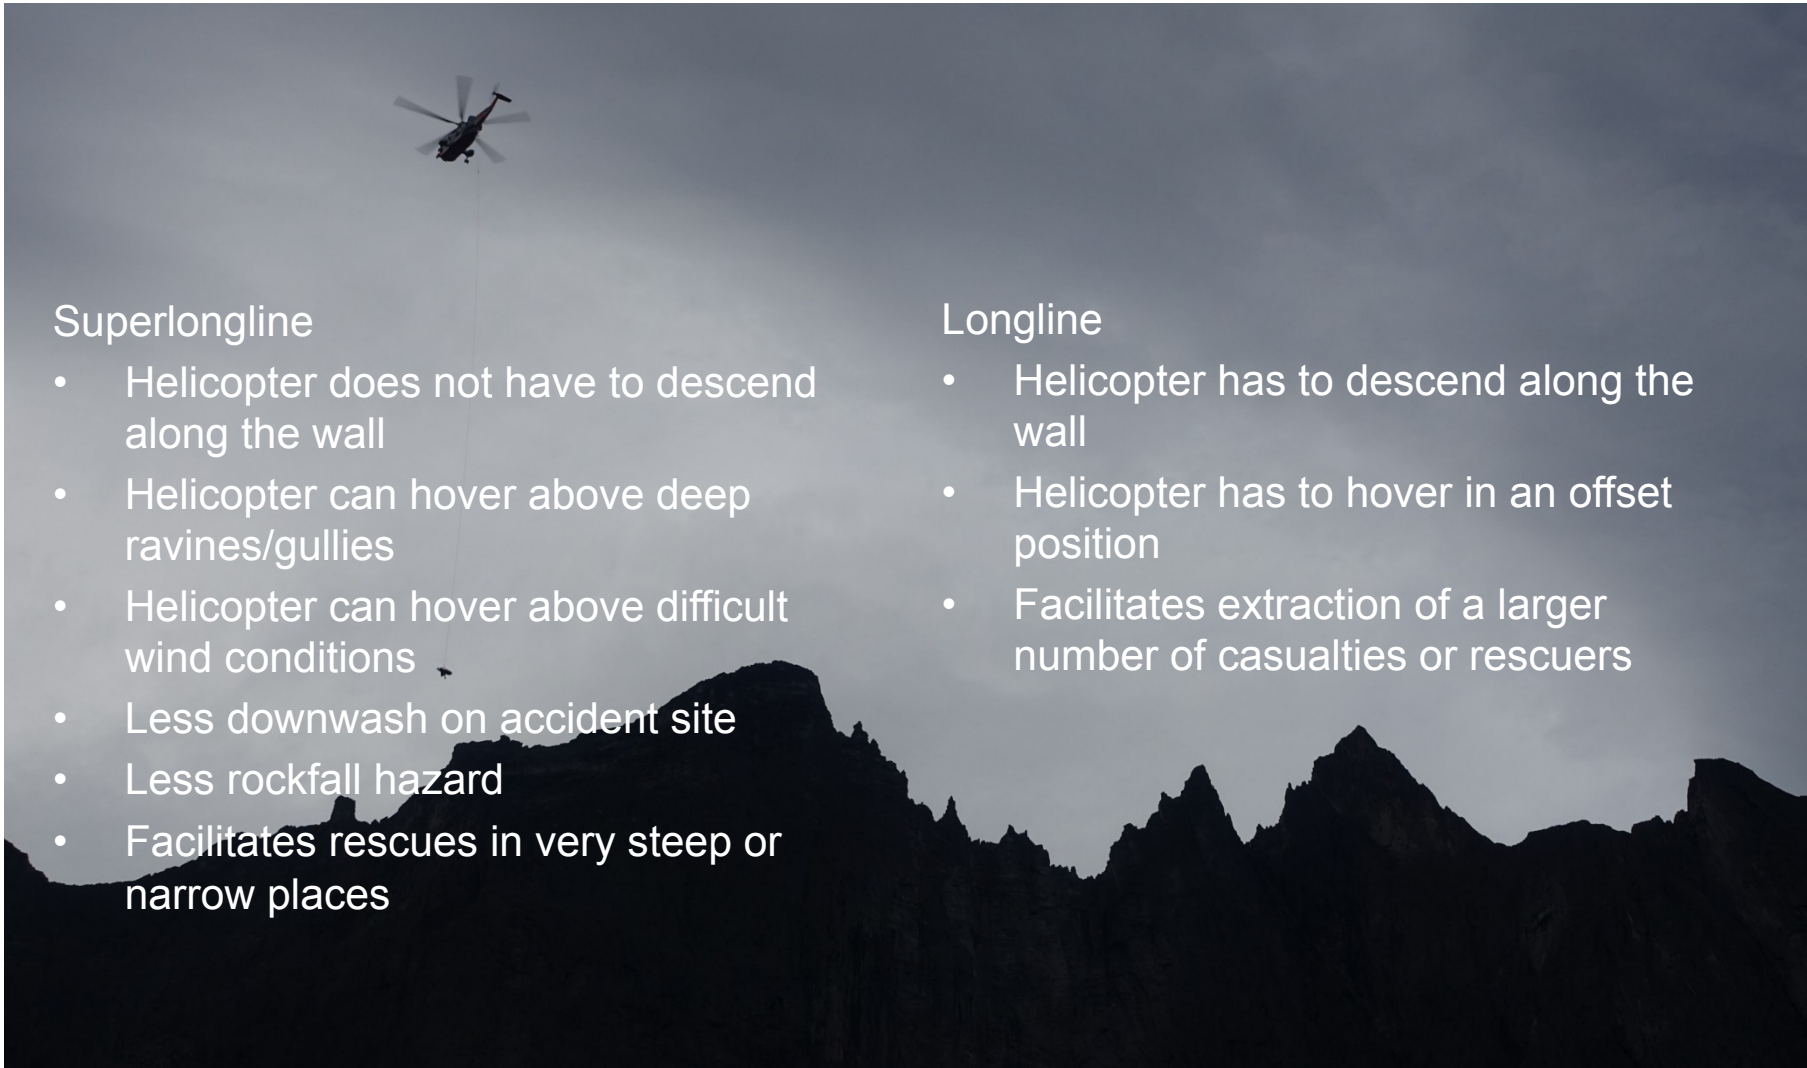 Superlongline
• Helicopter does not have to descend
along the wall
• Helicopter can hover above deep
ravines/gullies
• Helicopter can hover above difficult
wind conditions
• Less downwash on accident site
• Less rockfall hazard
• Facilitates rescues in very steep or
narrow places
Longline
• Helicopter has to descend along the
wall
• Helicopter has to hover in an offset
position
• Facilitates extraction of a larger
number of casualties or rescuers